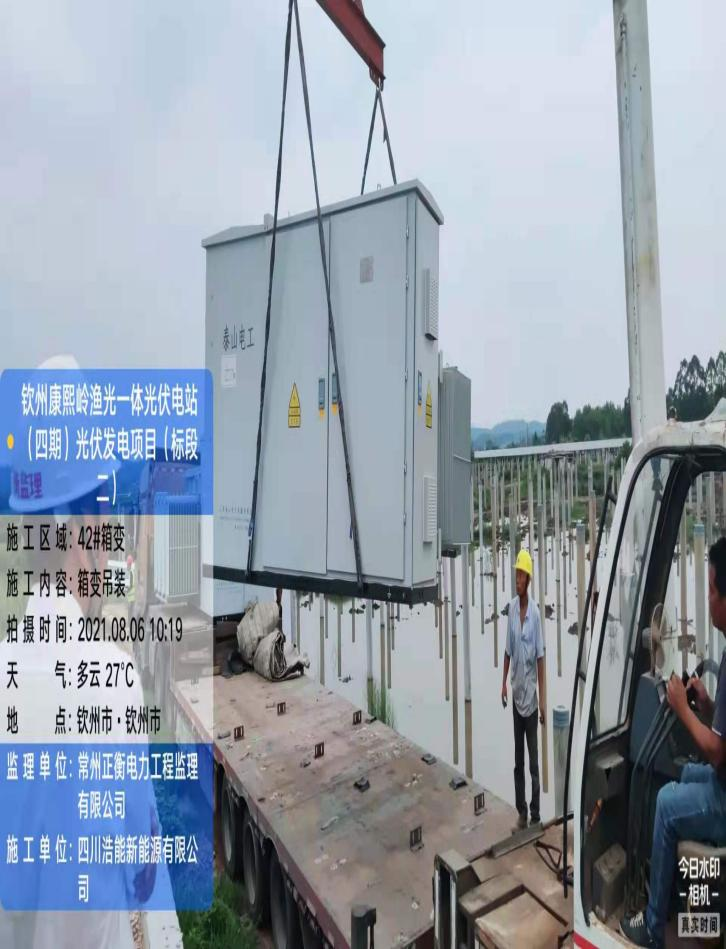 泰山电工
钦州康熙岭渔光一体光伏电站
（四期）光伏发电项目（标段
二）
监理
施工区域：42#箱变
施工内容：箱变吊装
拍摄时间：2021.08.06 10:19
天气：多云 27℃
地点：钦州市·钦州市
监理单位：常州正衡电力工程监理
有限公司
施工单位：四川浩能新能源有限公
司
今日水印
-相机-
真实时间